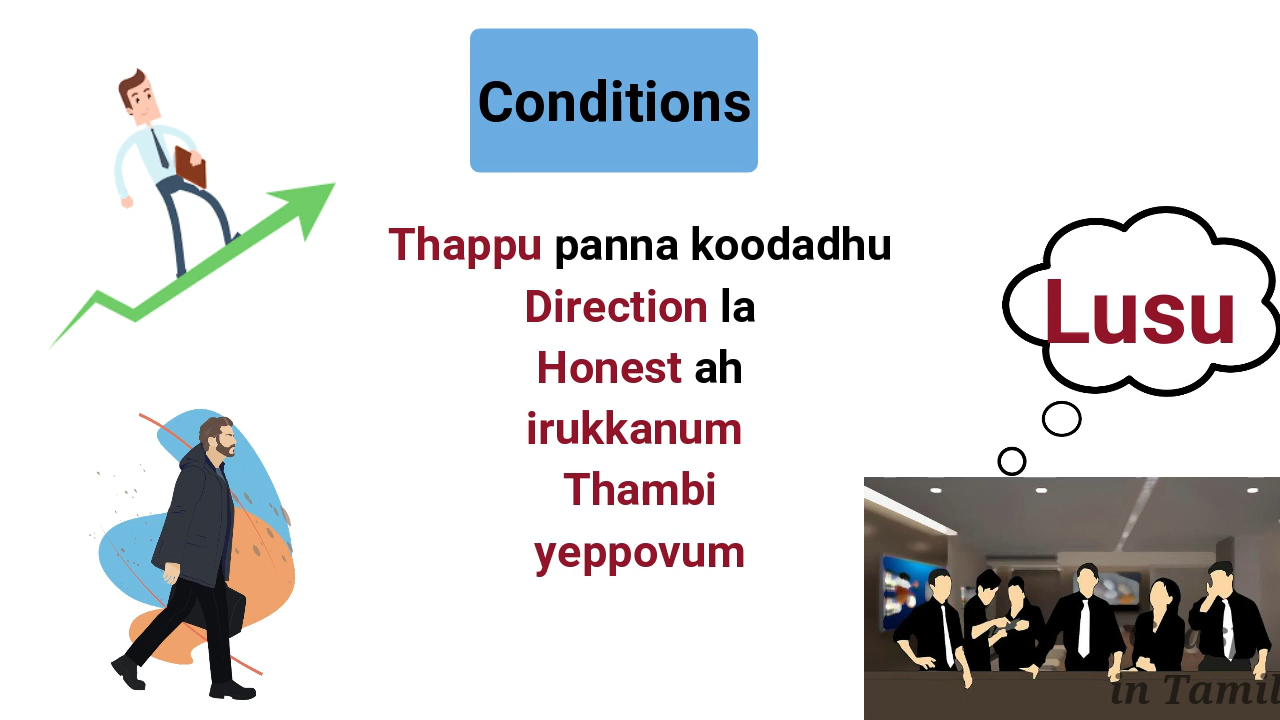 Conditions
Thappu panna koodadhu
Direction la
Honest ah
irukkanum
Thambi
yeppovum
Lusu
in Tamil